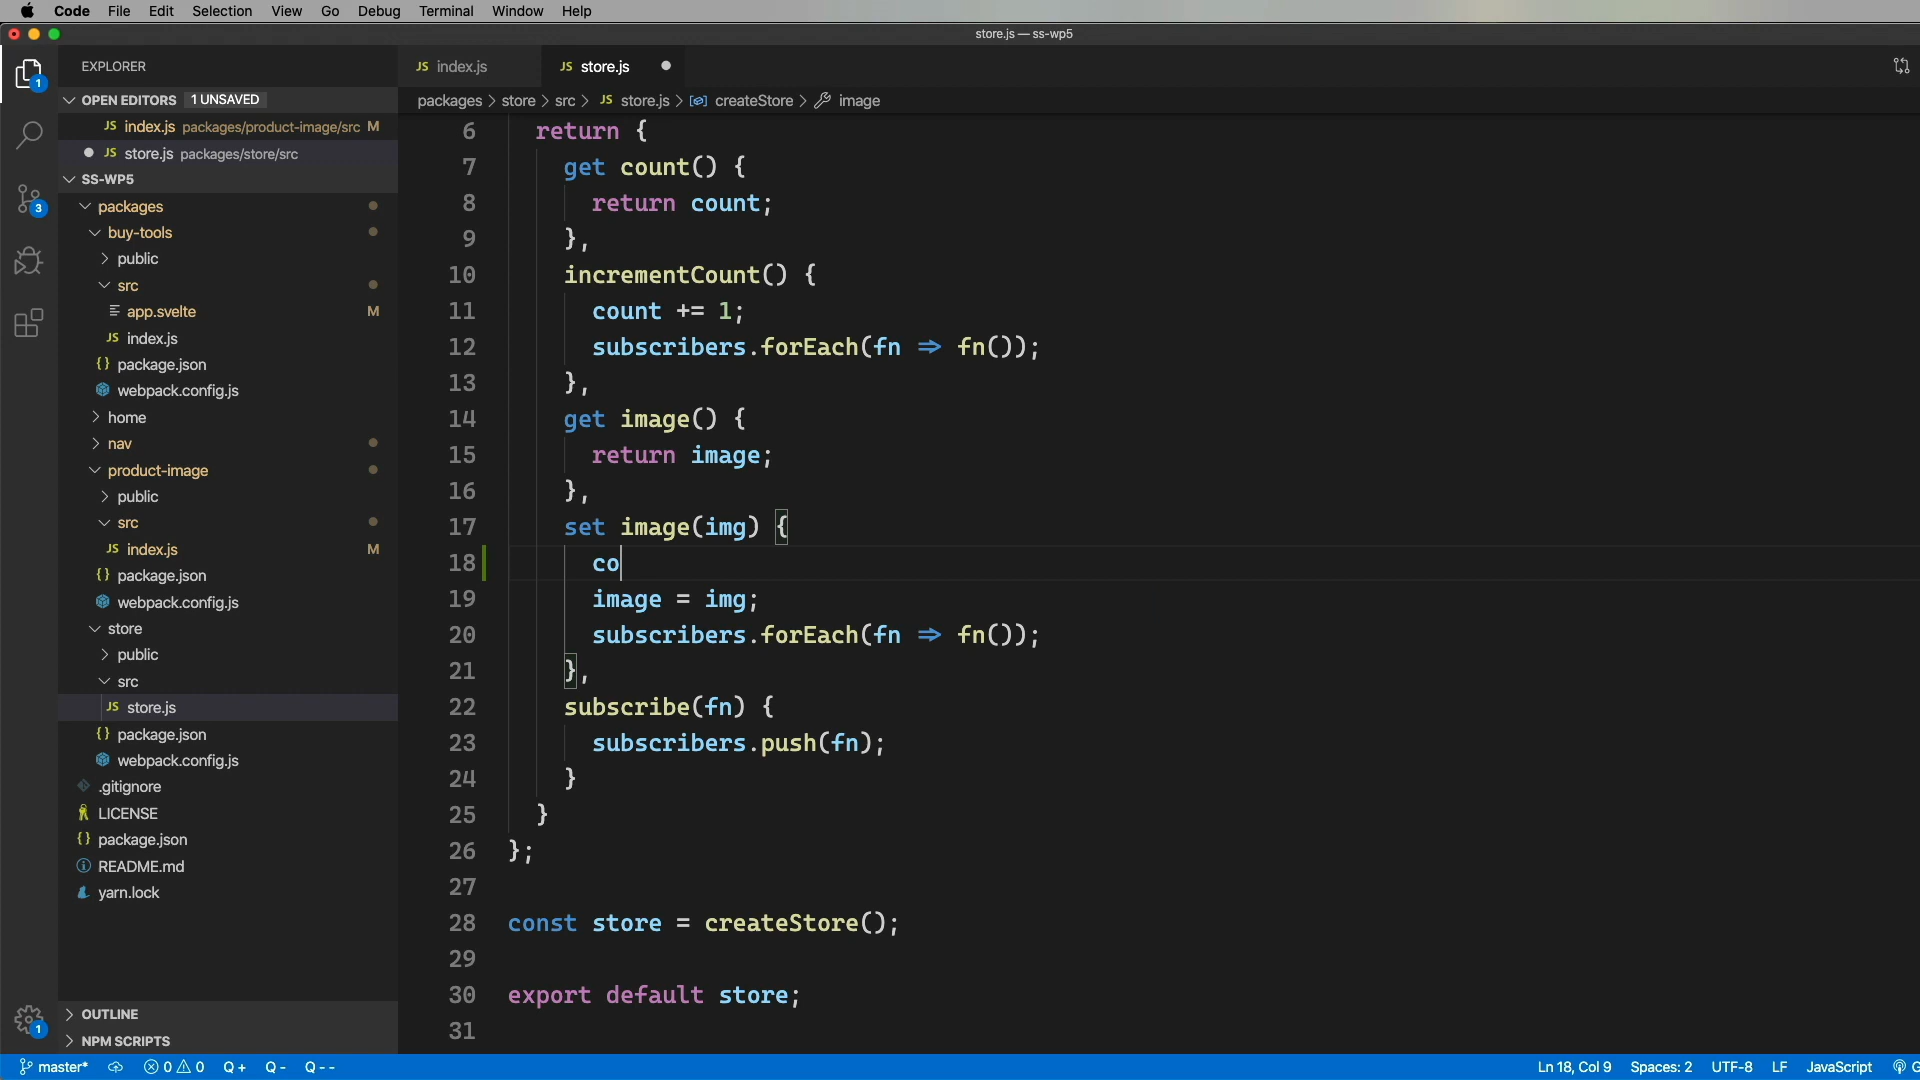 Code File Edit Selection View Go Debug Terminal Window Help
store.js — ss-wp5
EXPLORER
OPEN EDITORS 1 UNSAVED
JS index.js packages/product-image/src M
JS store.js packages/store/src
SS-WP5
packages
buy-tools
public
src
app.svelte M
JS index.js
{} package.json
webpack.config.js
home
nav
product-image
public
src
JS index.js M
{} package.json
webpack.config.js
store
public
src
JS store.js
{} package.json
webpack.config.js
.gitignore
LICENSE
{} package.json
README.md
yarn.lock
OUTLINE
NPM SCRIPTS
1
3
1
JS index.js JS store.js
packages > store > src > JS store.js > createStore > image
6 return {
7 get count() {
8 return count;
9 },
10 incrementCount() {
11 count += 1;
12 subscribers.forEach(fn ⇒ fn());
13 },
14 get image() {
15 return image;
16 },
17 set image(img) {
18 co
19 image = img;
20 subscribers.forEach(fn ⇒ fn());
21 },
22 subscribe(fn) {
23 subscribers.push(fn);
24 }
25 }
26 };
27
28 const store = createStore();
29
30 export default store;
31
master* 0 0 Q + Q - Q - - Ln 18, Col 9 Spaces: 2 UTF-8 LF JavaScript G